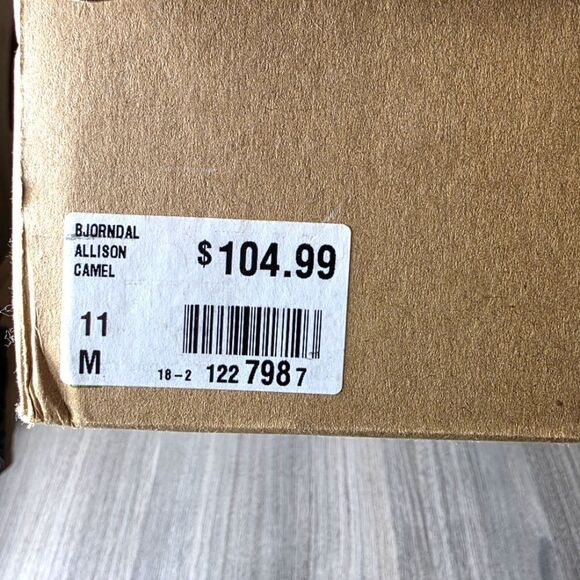 BJORNDAL
ALLISON
CAMEL
$104.99
11
M
18-2 122 798 7